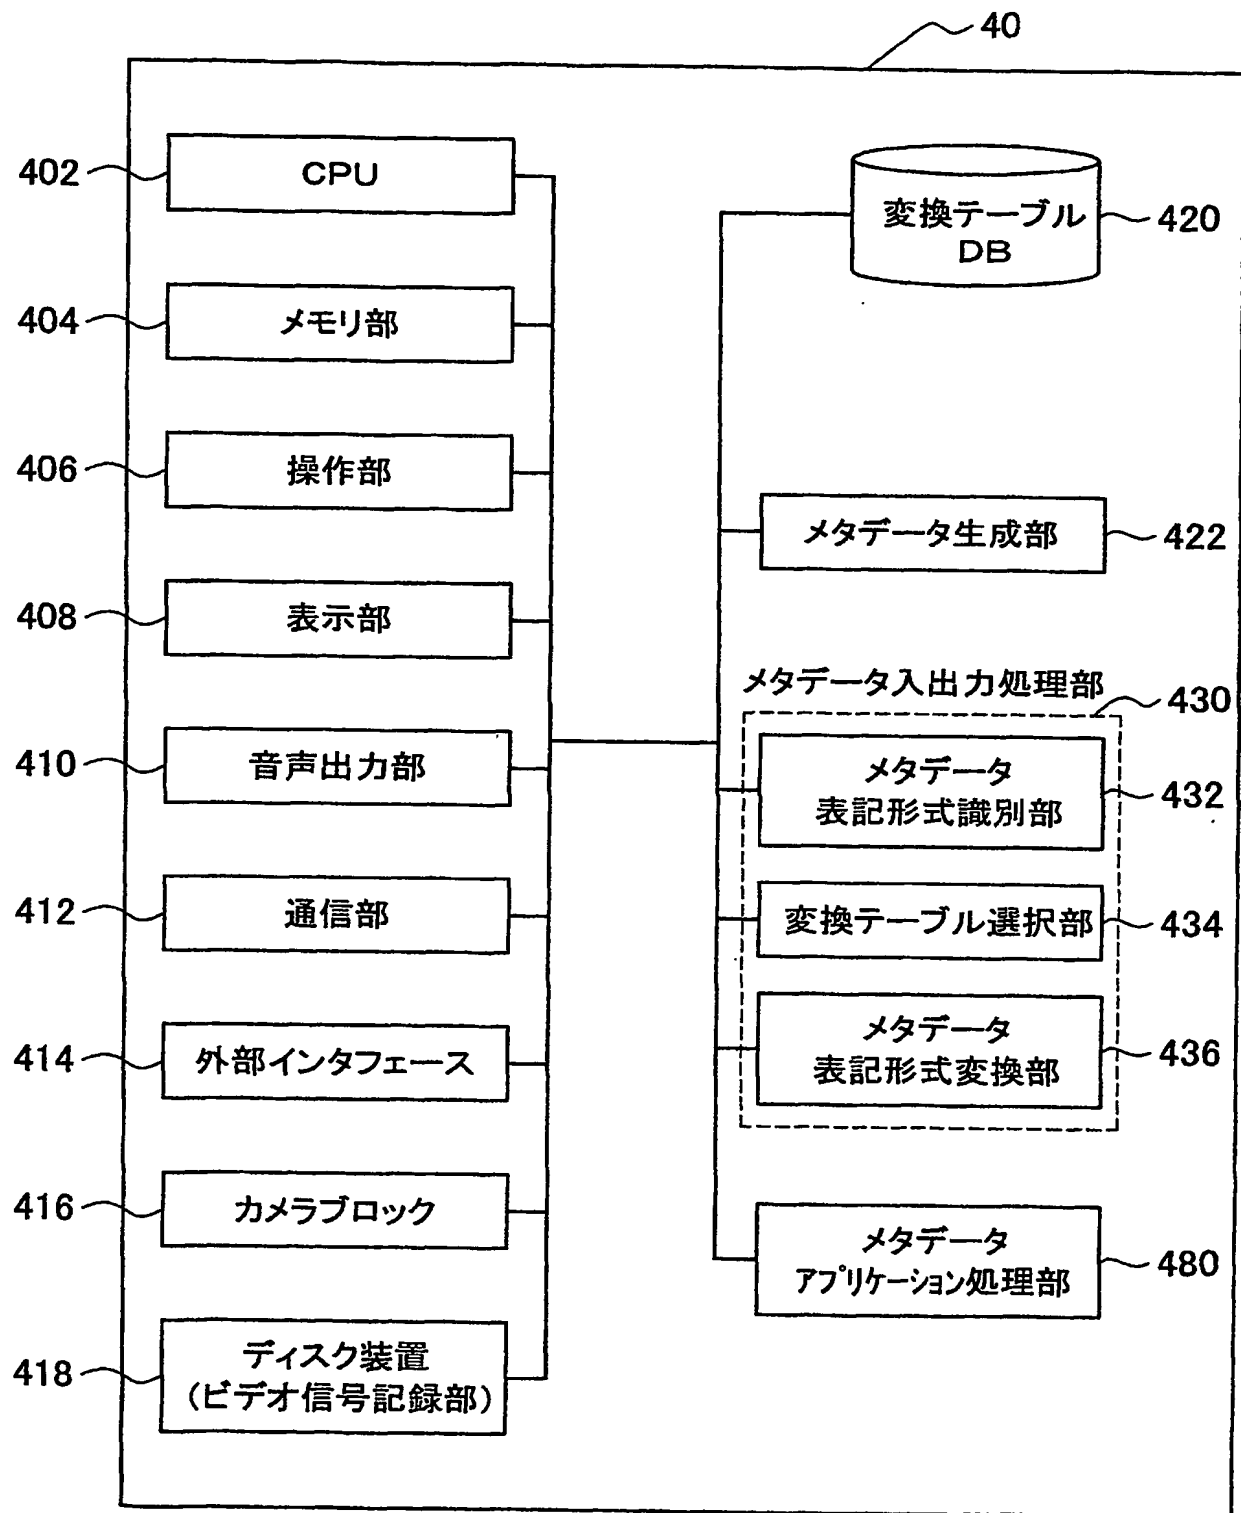 40
402
CPU
404
メモリ部
406
操作部
408
表示部
410
音声出力部
412
通信部
414
外部インタフェース
416
カメラブロック
418
ディスク装置
(ビデオ信号記録部)
変換テーブル
DB
420
メタデータ生成部
422
メタデータ入出力処理部
430
メタデータ
表記形式識別部
432
変換テーブル選択部
434
メタデータ
表記形式変換部
436
メタデータ
アプリケーション処理部
480